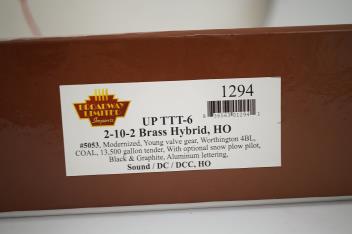 BROADWAY
LIMITED
Imports
1294
UP TTT-6
2-10-2 Brass Hybrid, HO
#5053, Modernized, Young valve gear, Worthington 4BL,
COAL, 13,500 gallon tender, With optional snow plow pilot,
Black & Graphite, Aluminum lettering,
Sound / DC / DCC, HO